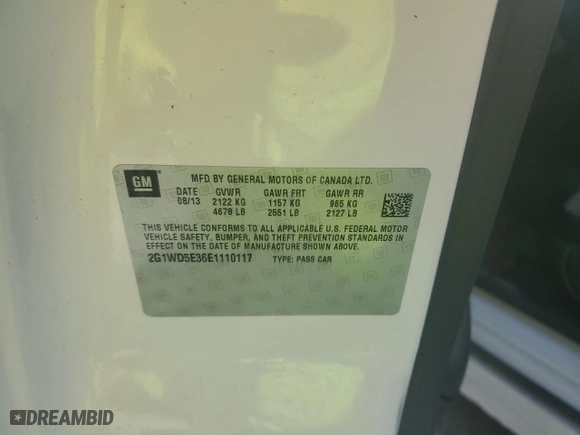 GM
MFD BY GENERAL MOTORS OF CANADA LTD.
DATE GVWR GAWR FRT GAWR RR
08/13 2122 KG 1157 KG 965 KG
4678 LB 2551 LB 2127 LB
THIS VEHICLE CONFORMS TO ALL APPLICABLE U.S. FEDERAL MOTOR
VEHICLE SAFETY, BUMPER, AND THEFT PREVENTION STANDARDS IN
EFFECT ON THE DATE OF MANUFACTURE SHOWN ABOVE.
2G1WD5E36E1110117 TYPE: PASS CAR
DREAMBID